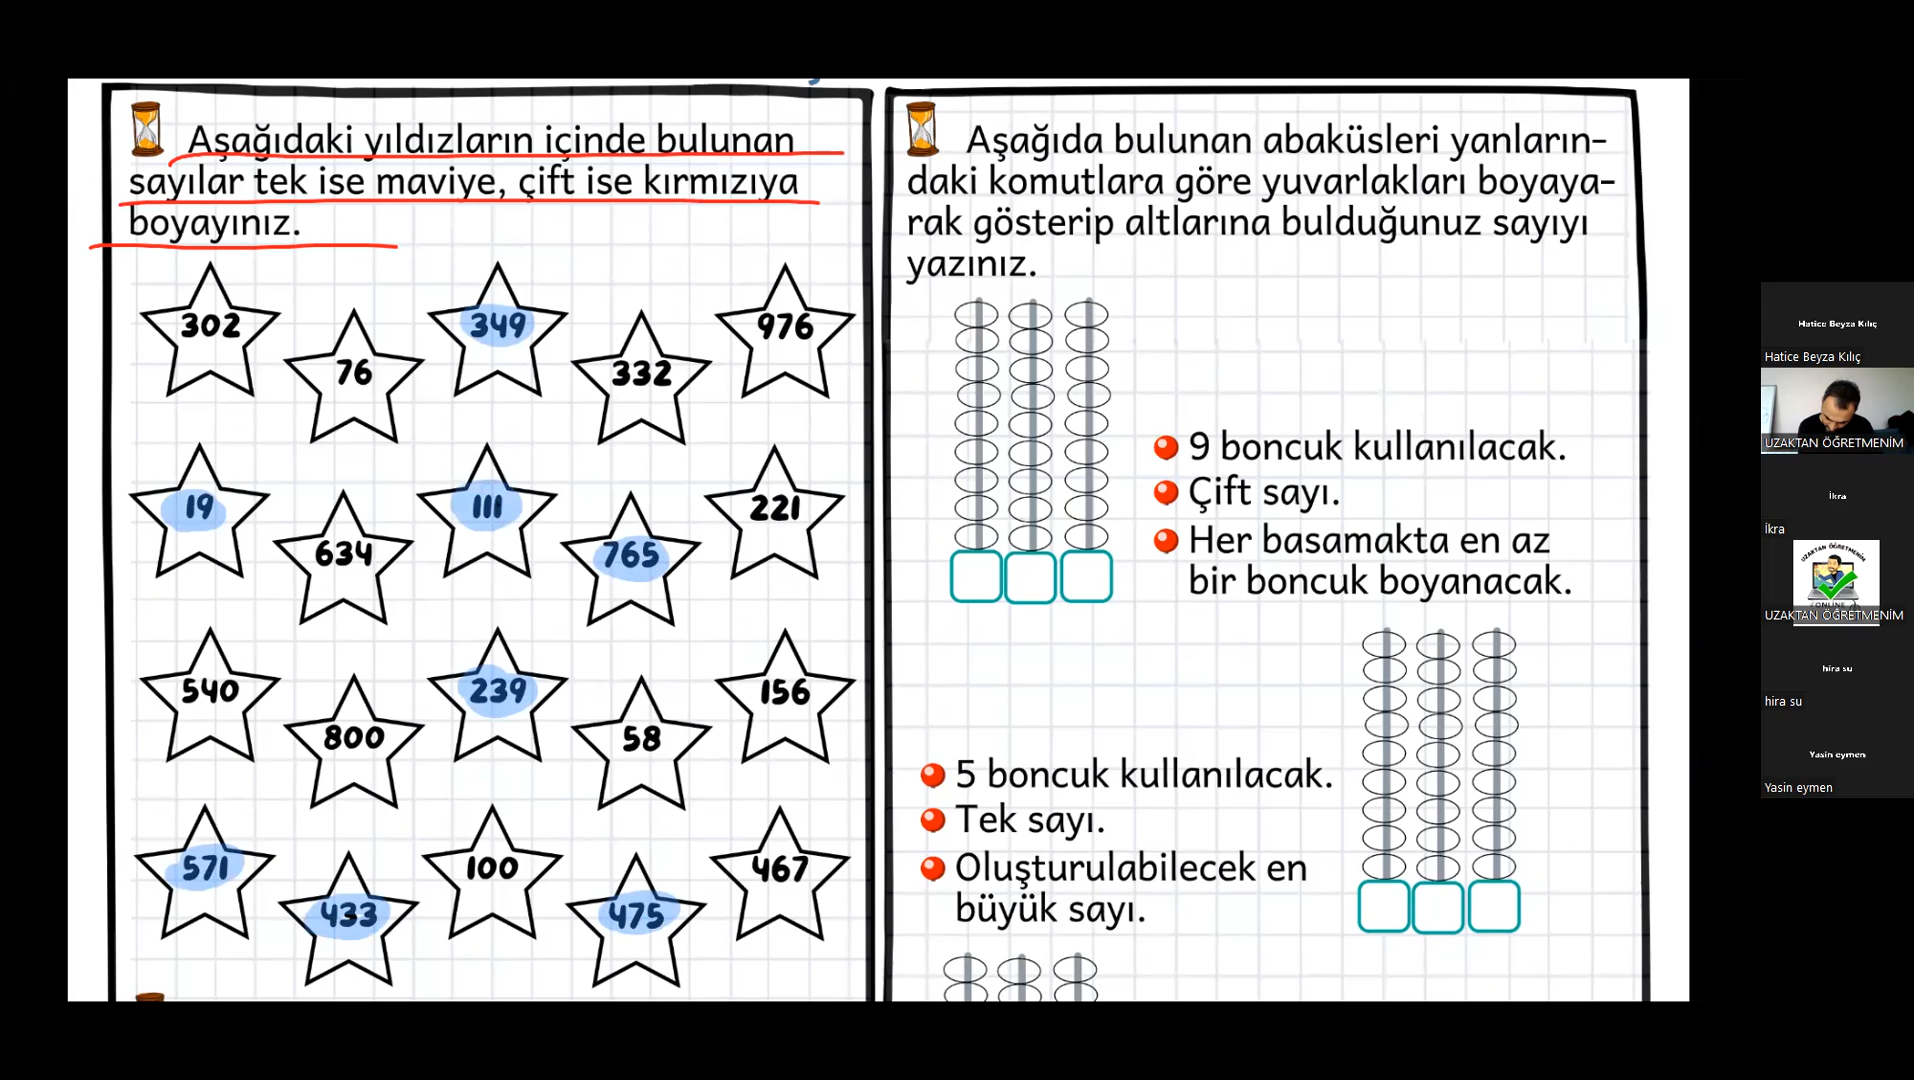 Aşağıdaki yıldızların içinde bulunan
sayılar tek ise maviye, çift ise kırmızıya
boyayınız.
302
76
349
332
976
19
634
111
765
221
540
800
239
58
156
571
433
100
475
467
Aşağıda bulunan abaküsleri yanların-
daki komutlara göre yuvarlakları boyaya-
rak gösterip altlarına bulduğunuz sayıyı
yazınız.
9 boncuk kullanılacak.
Çift sayı.
Her basamakta en az
bir boncuk boyanacak.
5 boncuk kullanılacak.
Tek sayı.
Oluşturulabilecek en
büyük sayı.
Hatice Beyza Kılıç
Hatice Beyza Kılıç
UZAKTAN ÖĞRETMENİM
İkra
İkra
UZAKTAN ÖĞRETMENİM
ONLINE
UZAKTAN ÖĞRETMENİM
hira su
hira su
Yasin eymen
Yasin eymen